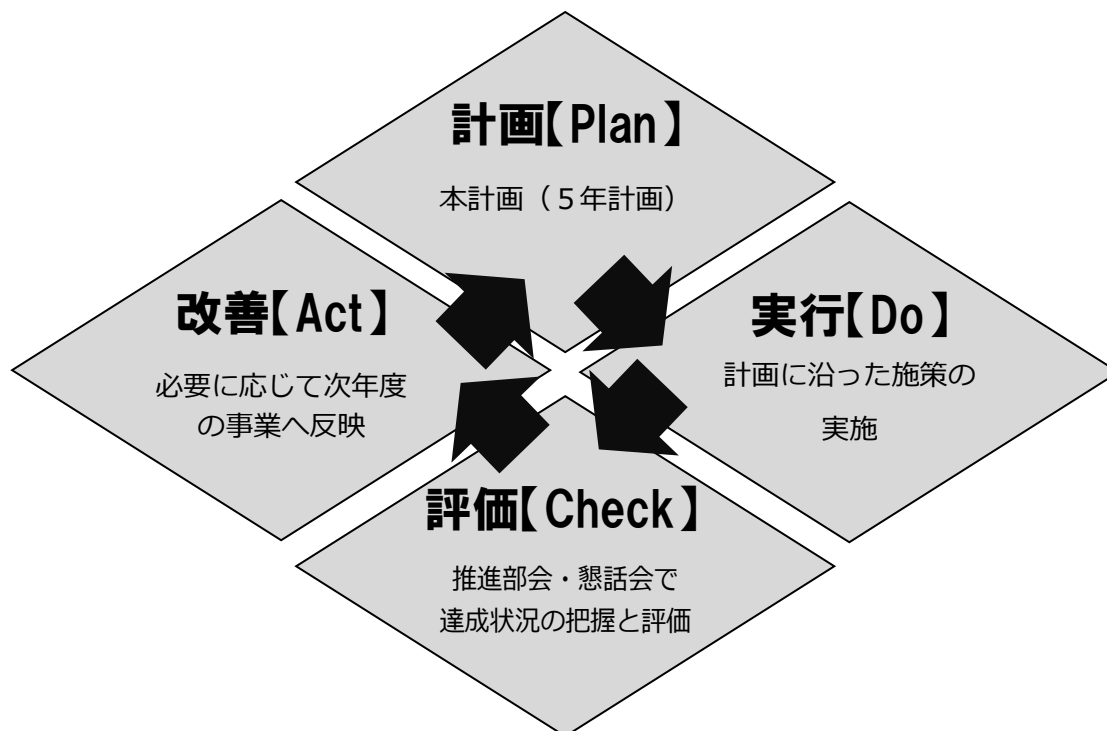 計画【Plan】
本計画（５年計画）
改善【Act】
必要に応じて次年度
の事業へ反映
実行【Do】
計画に沿った施策の
実施
評価【Check】
推進部会・懇話会で
達成状況の把握と評価